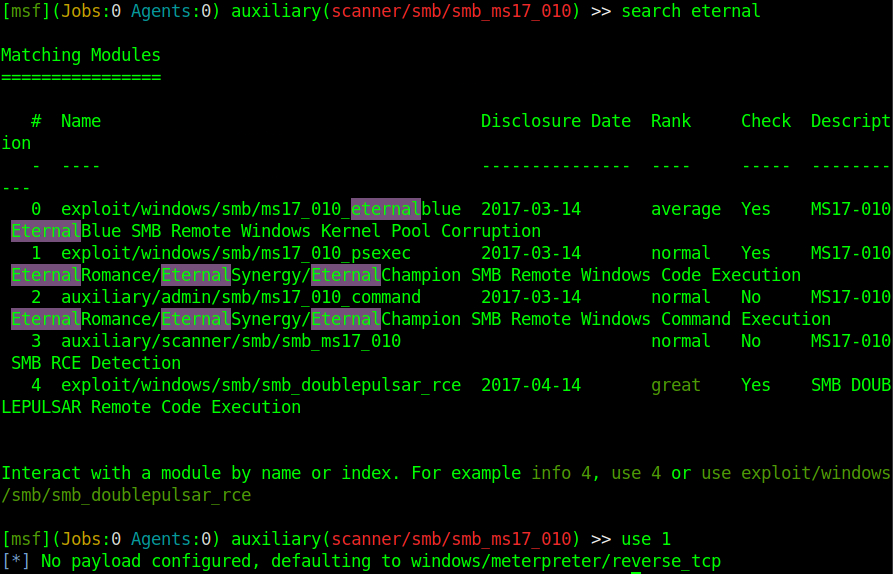 [msf](Jobs:0 Agents:0) auxiliary(scanner/smb/smb_ms17_010) >> search eternal
Matching Modules
================
#  Name                                      Disclosure Date  Rank     Check  Descript
ion
-  ----                                      ---------------  ----     -----  --------
---
0  exploit/windows/smb/ms17_010_eternalblue  2017-03-14       average  Yes    MS17-010
EternalBlue SMB Remote Windows Kernel Pool Corruption
1  exploit/windows/smb/ms17_010_psexec       2017-03-14       normal   Yes    MS17-010
EternalRomance/EternalSynergy/EternalChampion SMB Remote Windows Code Execution
2  auxiliary/admin/smb/ms17_010_command      2017-03-14       normal   No     MS17-010
EternalRomance/EternalSynergy/EternalChampion SMB Remote Windows Command Execution
3  auxiliary/scanner/smb/smb_ms17_010                         normal   No     MS17-010
SMB RCE Detection
4  exploit/windows/smb/smb_doublepulsar_rce  2017-04-14       great    Yes    SMB DOUB
LEPULSAR Remote Code Execution
Interact with a module by name or index. For example info 4, use 4 or use exploit/windows
/smb/smb_doublepulsar_rce
[msf](Jobs:0 Agents:0) auxiliary(scanner/smb/smb_ms17_010) >> use 1
[*] No payload configured, defaulting to windows/meterpreter/reverse_tcp